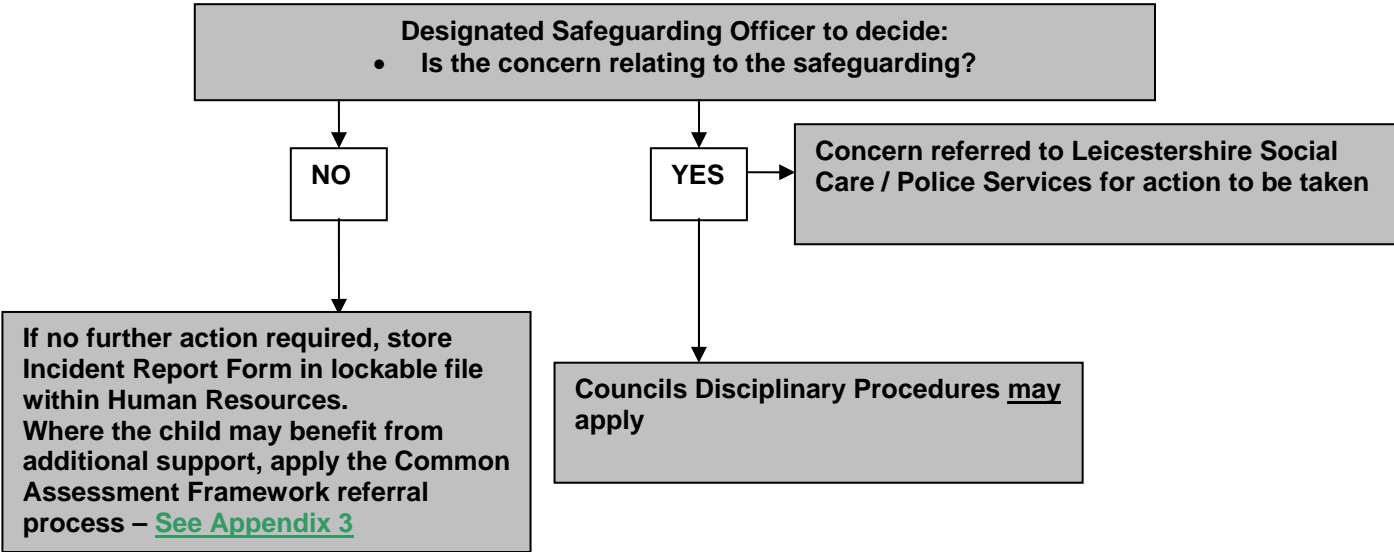 Designated Safeguarding Officer to decide:
• Is the concern relating to the safeguarding?
NO
YES
Concern referred to Leicestershire Social
Care / Police Services for action to be taken
If no further action required, store
Incident Report Form in lockable file
within Human Resources.
Where the child may benefit from
additional support, apply the Common
Assessment Framework referral
process – See Appendix 3
Councils Disciplinary Procedures may
apply